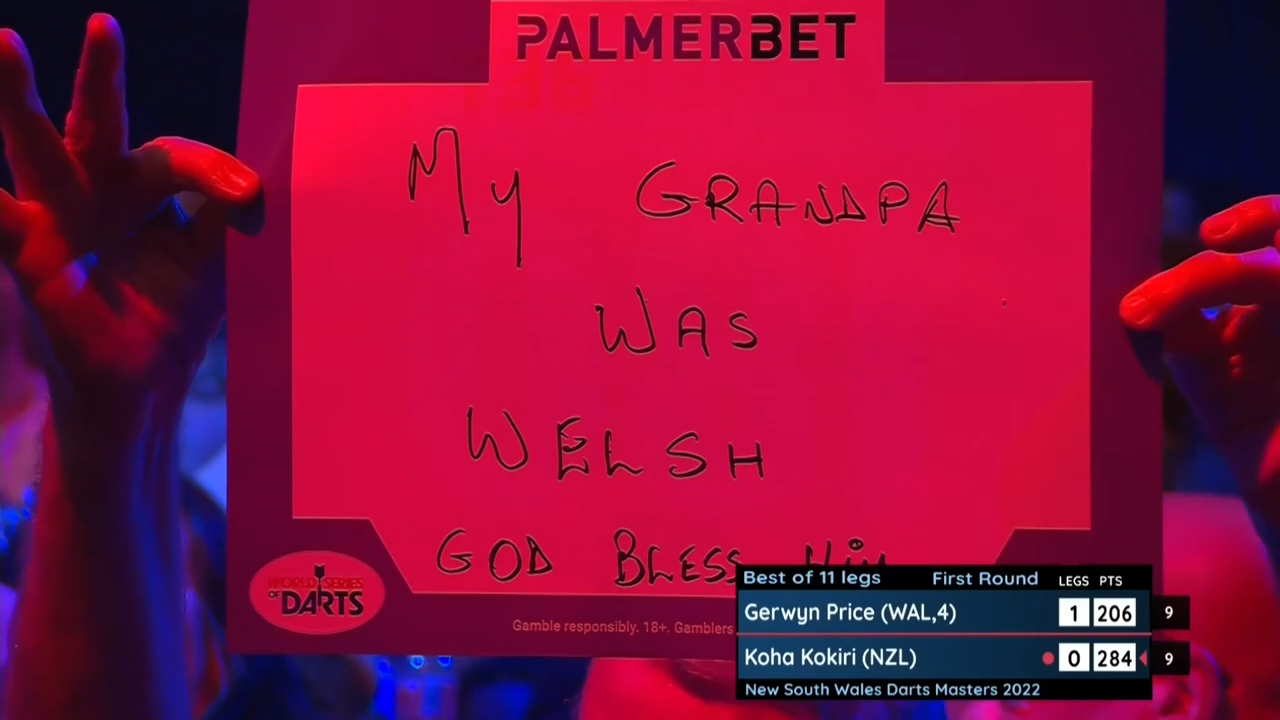 PALMERBET
My GRANDPA
WAS
WELSH
GOD BLESS HiM
WORLD SERIES
OF DARTS
Gamble responsibly. 18+. Gamblers
Best of 11 legs First Round LEGS PTS
Gerwyn Price (WAL,4) 1 206 9
Koha Kokiri (NZL) 0 284 9
New South Wales Darts Masters 2022